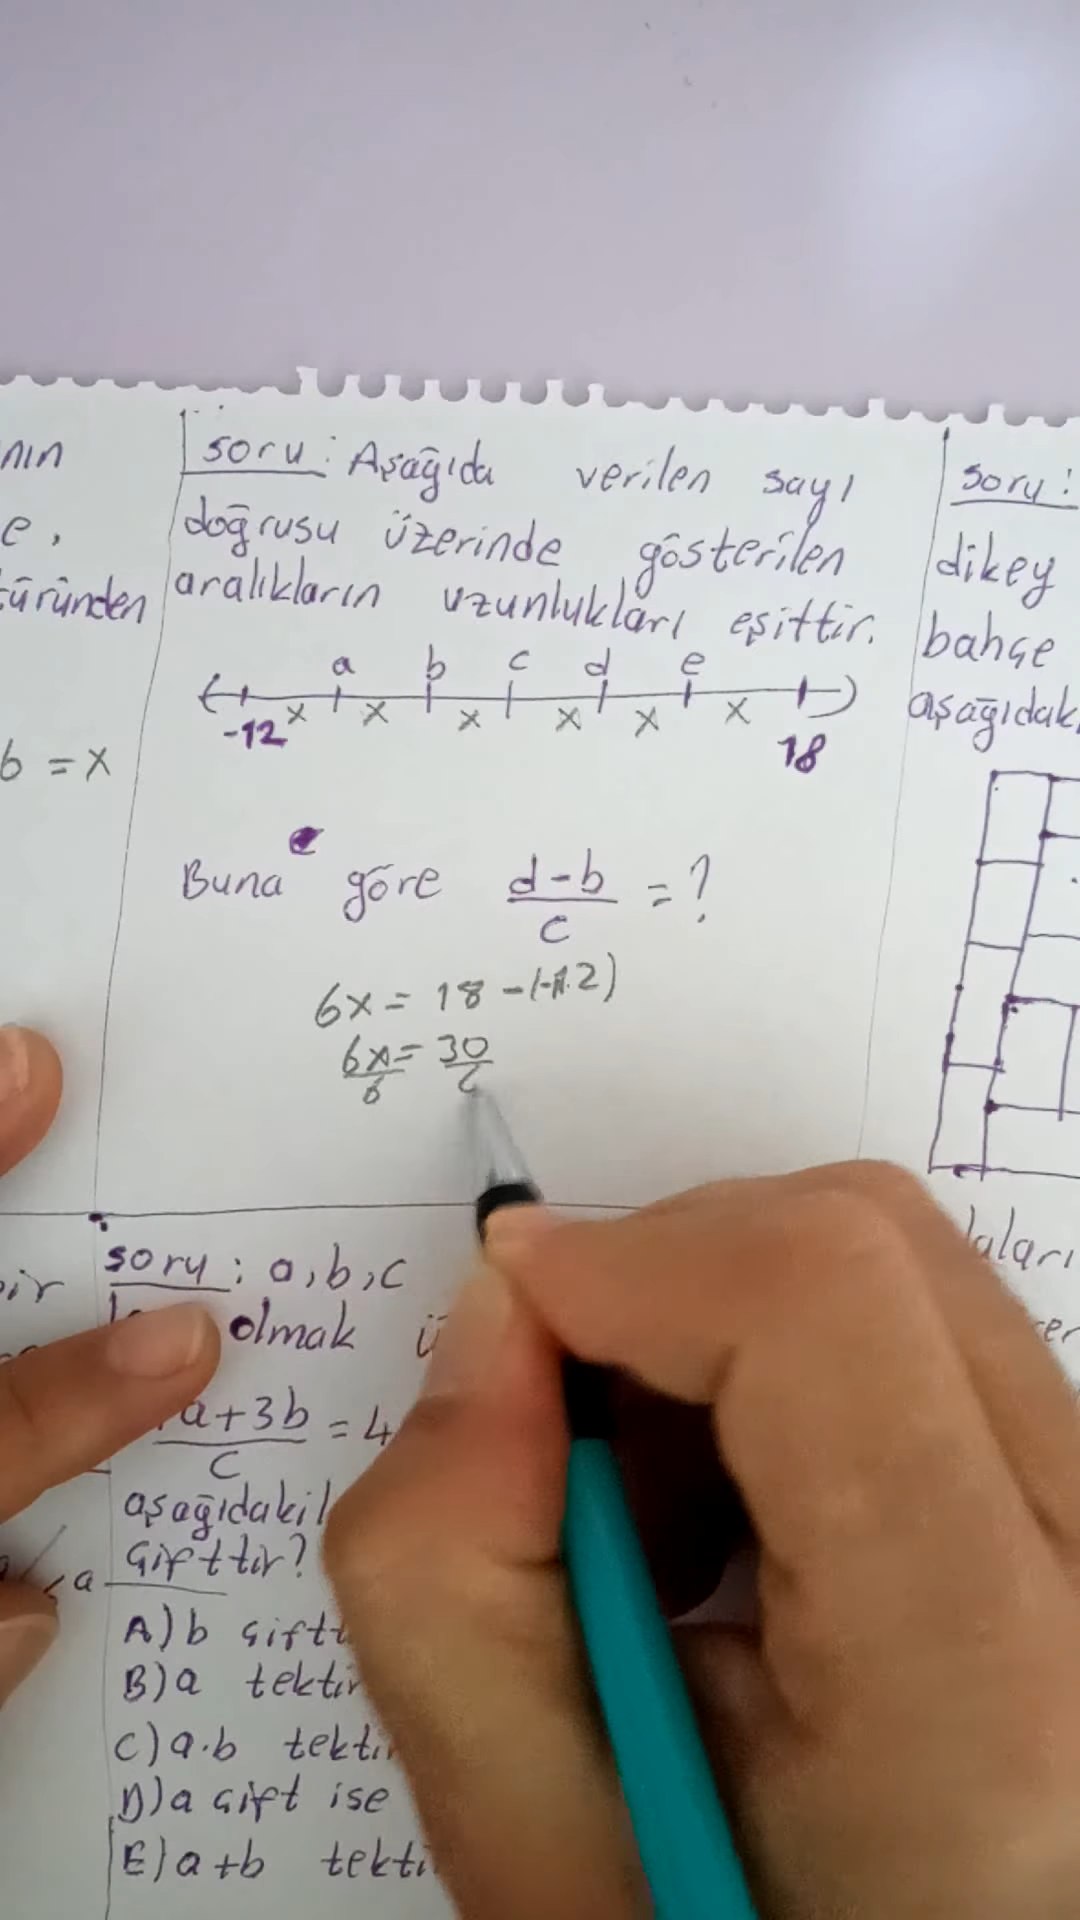 nın
e,
türünden
b = x
soru: Aşağıda verilen sayı
doğrusu üzerinde gösterilen
aralıkların uzunlukları eşittir.
a b c d e
x x x x x x
-12 18
Buna göre d-b/c = ?
6x = 18 -(-12)
6x/6 = 30/
soru:
dikey
bahçe
aşağıdak
soru: a, b, c
olmak ü
a+3b/c = 4
aşağıdakil
çifttir?
A) b çift
B) a tektir
C) a.b tekti
D) a çift ise
E) a+b tekti
ir
< a
ları